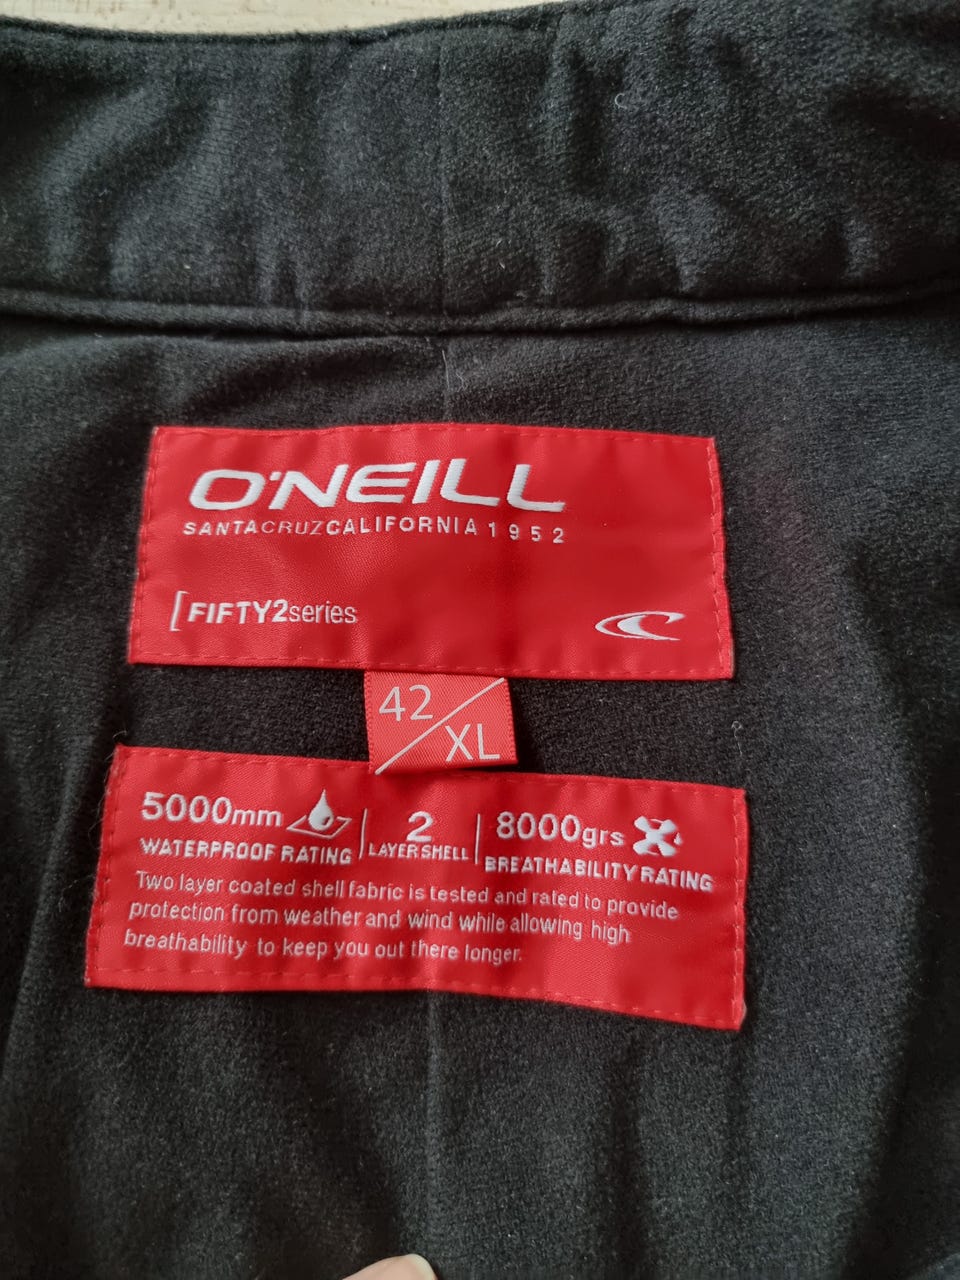 O'NEILL
SANTACRUZCALIFORNIA1952
[FIFTY2series
42/XL
5000mm
WATERPROOF RATING
2
LAYERSHELL
8000grs
BREATHABILITY RATING
Two layer coated shell fabric is tested and rated to provide
protection from weather and wind while allowing high
breathability to keep you out there longer.